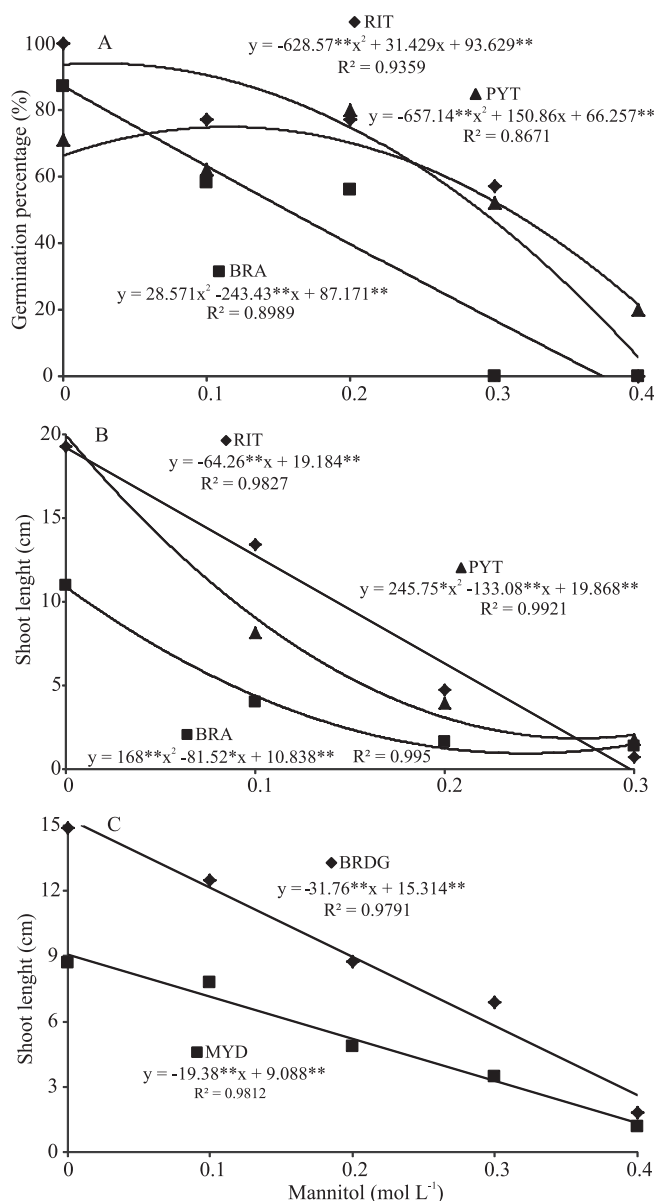 A
RIT
y = -628.57**x² + 31.429x + 93.629**
R² = 0.9359
PYT
y = -657.14**x² + 150.86x + 66.257**
R² = 0.8671
BRA
y = 28.571x² -243.43**x + 87.171**
R² = 0.8989
Germination percentage (%)
100
80
60
40
20
0
0 0.1 0.2 0.3 0.4
B
RIT
y = -64.26**x + 19.184**
R² = 0.9827
PYT
y = 245.75*x² -133.08**x + 19.868**
R² = 0.9921
BRA
y = 168**x² -81.52*x + 10.838** R² = 0.995
Shoot lenght (cm)
20
15
10
5
0
0 0.1 0.2 0.3
C
BRDG
y = -31.76**x + 15.314**
R² = 0.9791
MYD
y = -19.38**x + 9.088**
R² = 0.9812
Shoot lenght (cm)
15
12
9
6
3
0
0 0.1 0.2 0.3 0.4
Mannitol (mol L⁻¹)